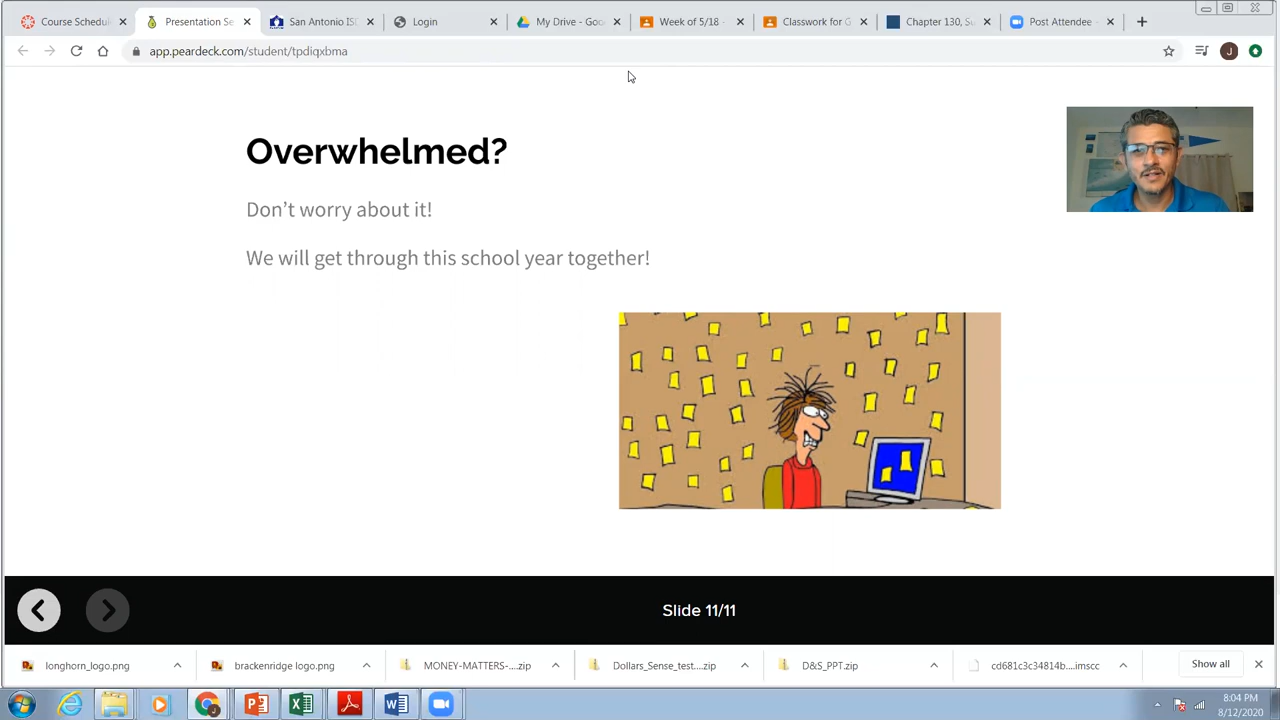 Course Schedu
Presentation Se
San Antonio ISD
Login
My Drive - Goo
Week of 5/18 -
Classwork for G
Chapter 130, S
Post Attendee -
app.peardeck.com/student/tpdiqxbma
J
Overwhelmed?
Don't worry about it!
We will get through this school year together!
Slide 11/11
longhorn_logo.png
brackenridge logo.png
MONEY-MATTERS-....zip
Dollars_Sense_test....zip
D&S_PPT.zip
cd681c3c34814b....imscc
Show all
8:04 PM
8/12/2020